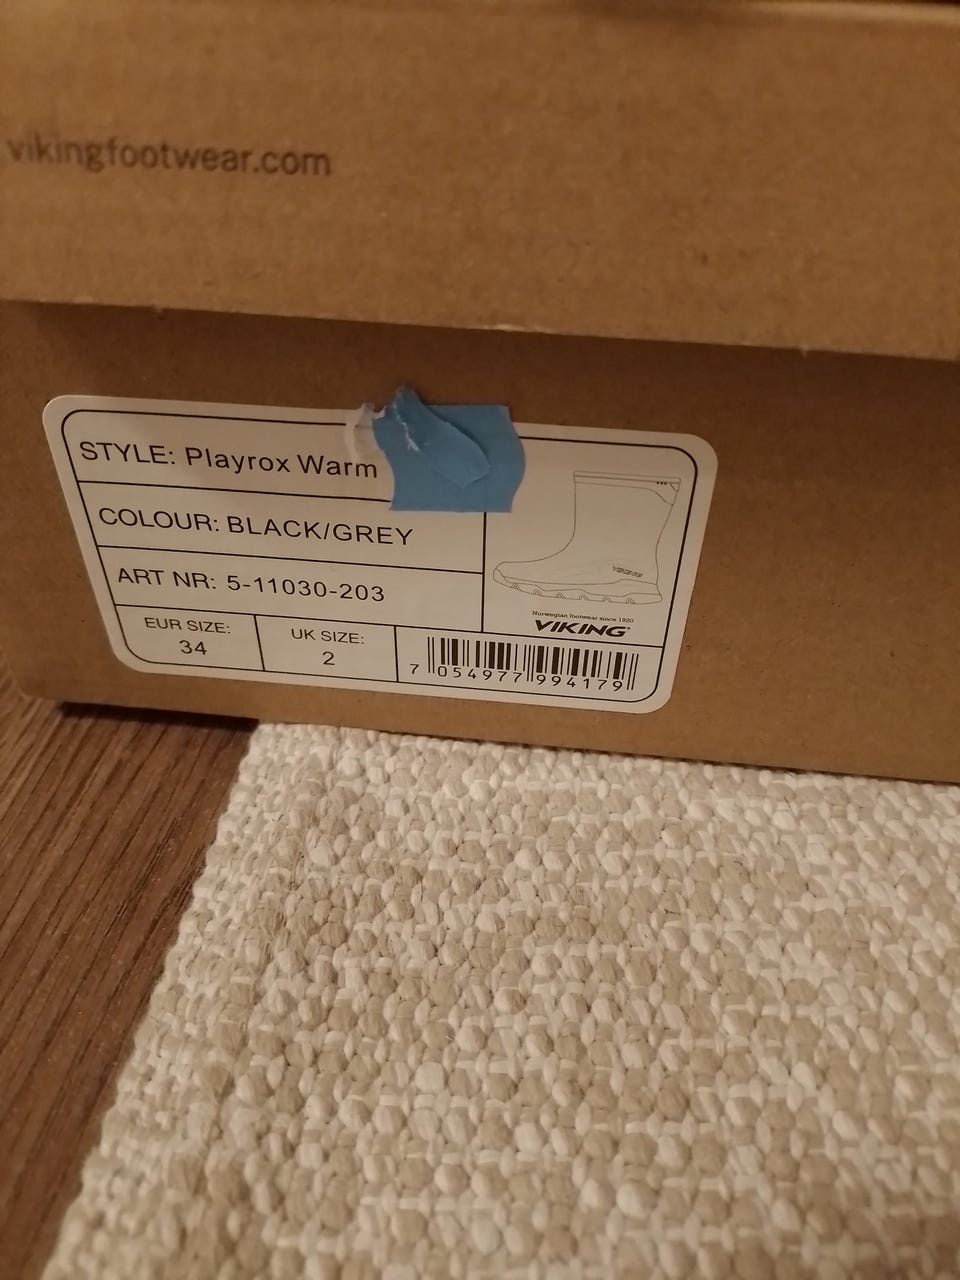 vikingfootwear.com
STYLE: Playrox Warm
COLOUR: BLACK/GREY
ART NR: 5-11030-203
EUR SIZE:
34
UK SIZE:
2
VIKING
Norwegian footwear since 1920
VIKING
7 054977 994179